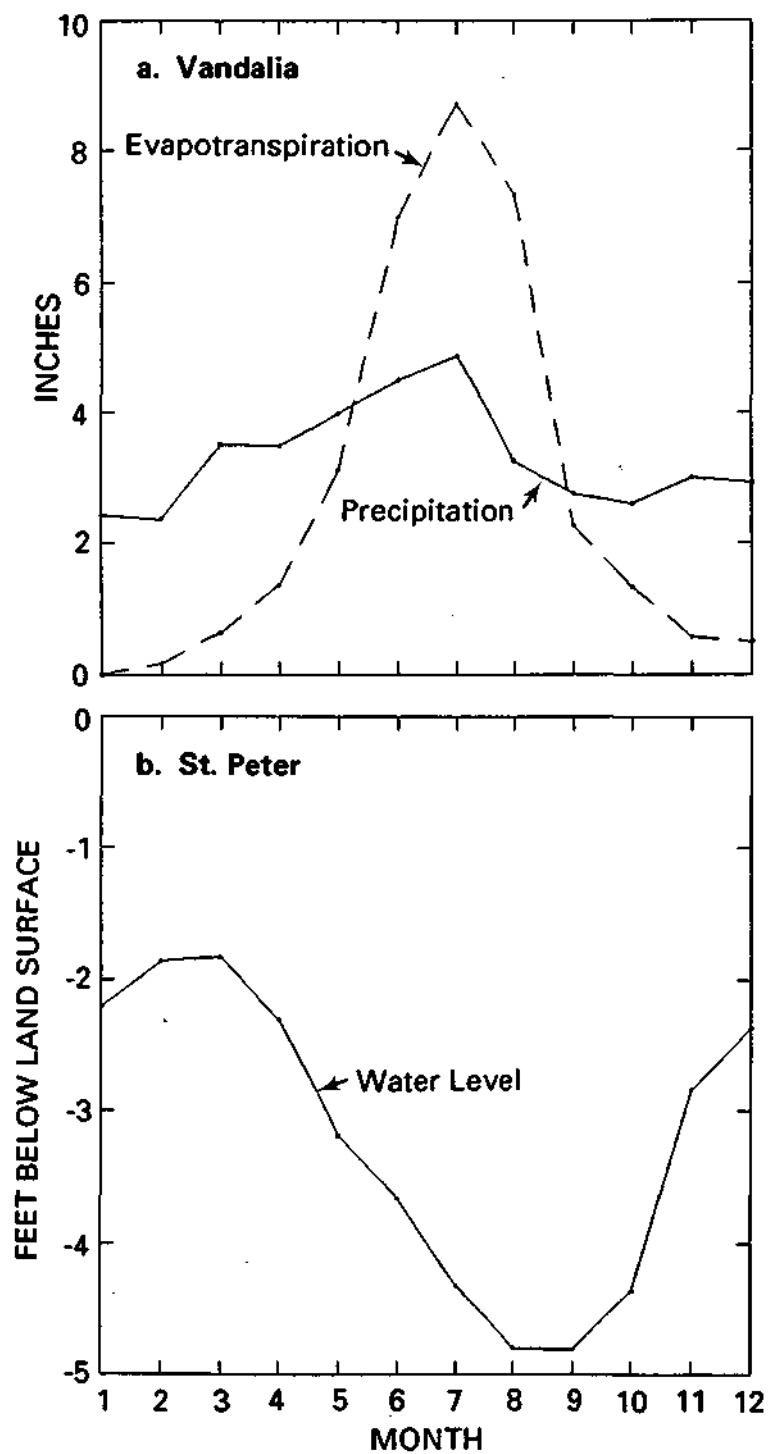 10
a. Vandalia
Evapotranspiration
8
6
INCHES
4
Precipitation
2
0
0
b. St. Peter
-1
FEET BELOW LAND SURFACE
-2
Water Level
-3
-4
-5
1 2 3 4 5 6 7 8 9 10 11 12
MONTH